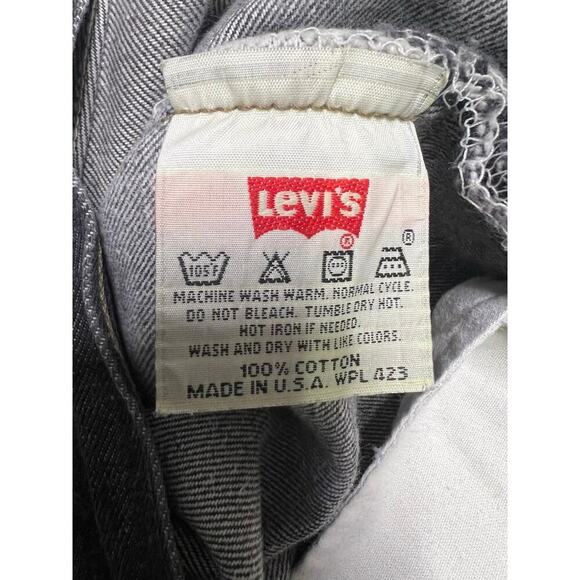 Levi's
®
®
105F
MACHINE WASH WARM. NORMAL CYCLE.
DO NOT BLEACH. TUMBLE DRY HOT.
HOT IRON IF NEEDED.
WASH AND DRY WITH LIKE COLORS.
100% COTTON
MADE IN U.S.A. WPL 423